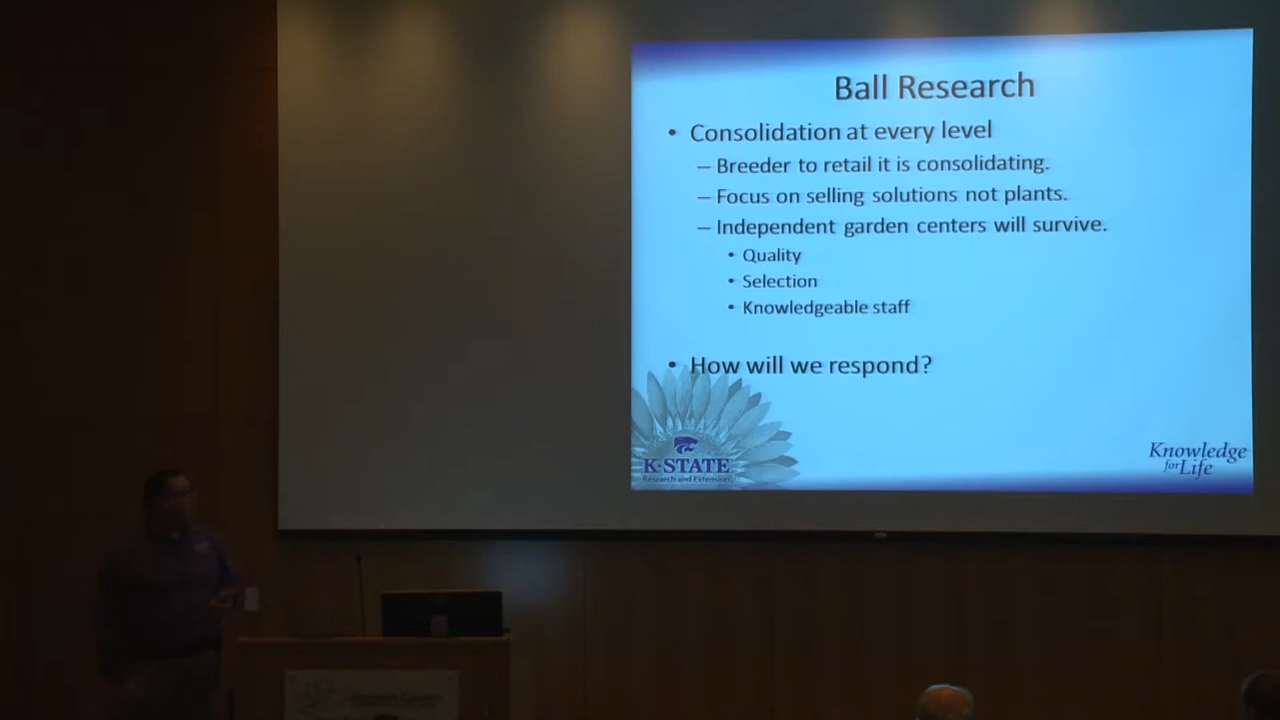 Ball Research
• Consolidation at every level
– Breeder to retail it is consolidating.
– Focus on selling solutions not plants.
– Independent garden centers will survive.
• Quality
• Selection
• Knowledgeable staff
• How will we respond?
K-STATE
Research and Extension
Knowledge
for Life